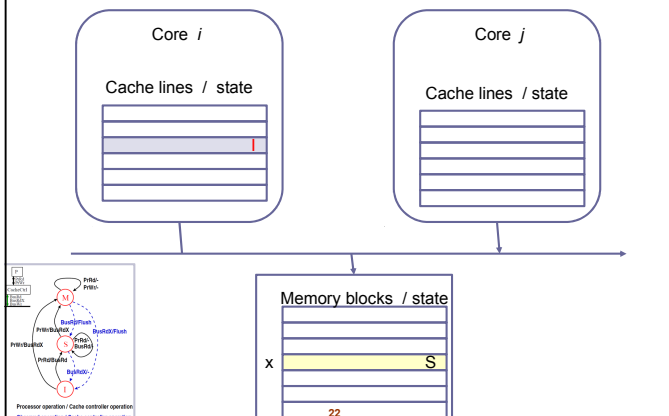 Core i
Core j
Cache lines / state
Cache lines / state
I
Memory blocks / state
x
S
22
P
CacheCtrl
PrRd/-
PrWr/-
M
BusRd/Flush
PrWr/BusRdX
BusRdX/Flush
PrWr/BusRdX
S
PrRd/-
BusRd/-
PrRd/BusRd
BusRdX/-
I
Processor operation / Cache controller operation